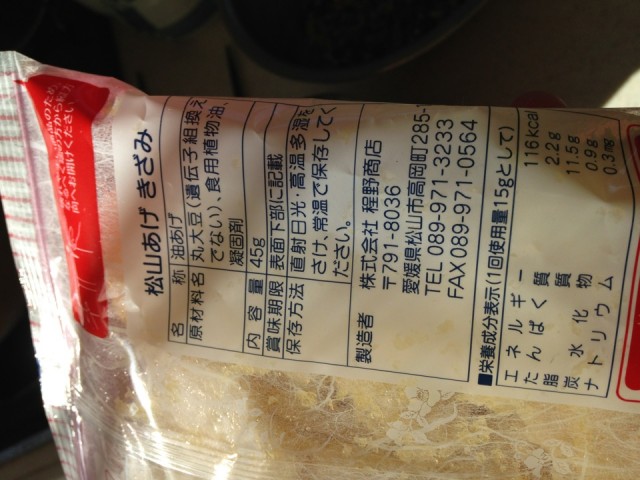 松山あげ きざみ
名 称 油あげ
原材料名 丸大豆(遺伝子組換え
でない)、食用植物油、
凝固剤
内 容 量 45g
賞味期限 表面下部に記載
保存方法 直射日光・高温多湿を
さけ、常温で保存してく
ださい。
製造者 株式会社 程野商店
〒791-8036
愛媛県松山市高岡町285-
TEL 089-971-3233
FAX 089-971-0564
■栄養成分表示(1回使用量15gとして)
エネルギー 116kcal
たんぱく質 2.2g
脂 質 11.5g
炭水化物 0.9g
ナトリウム 0.3mg